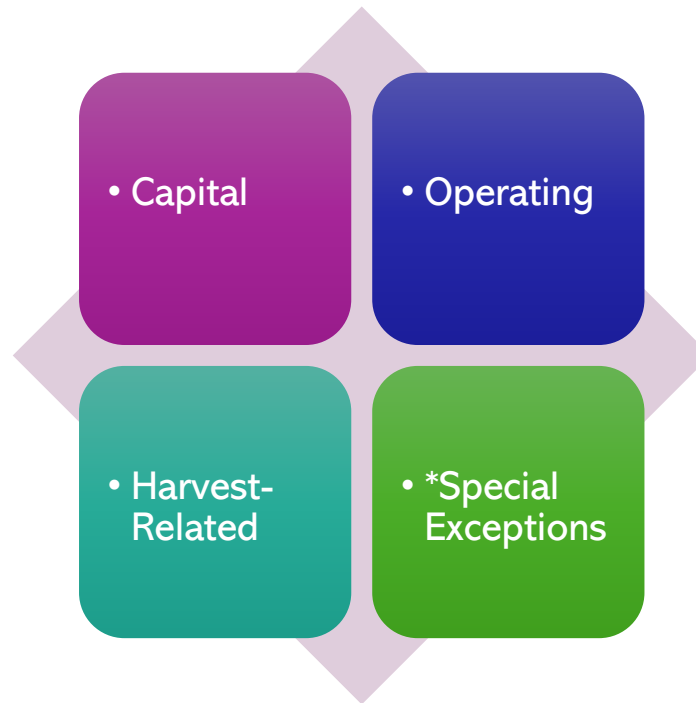 • Capital
• Operating
• Harvest-
Related
• *Special
Exceptions